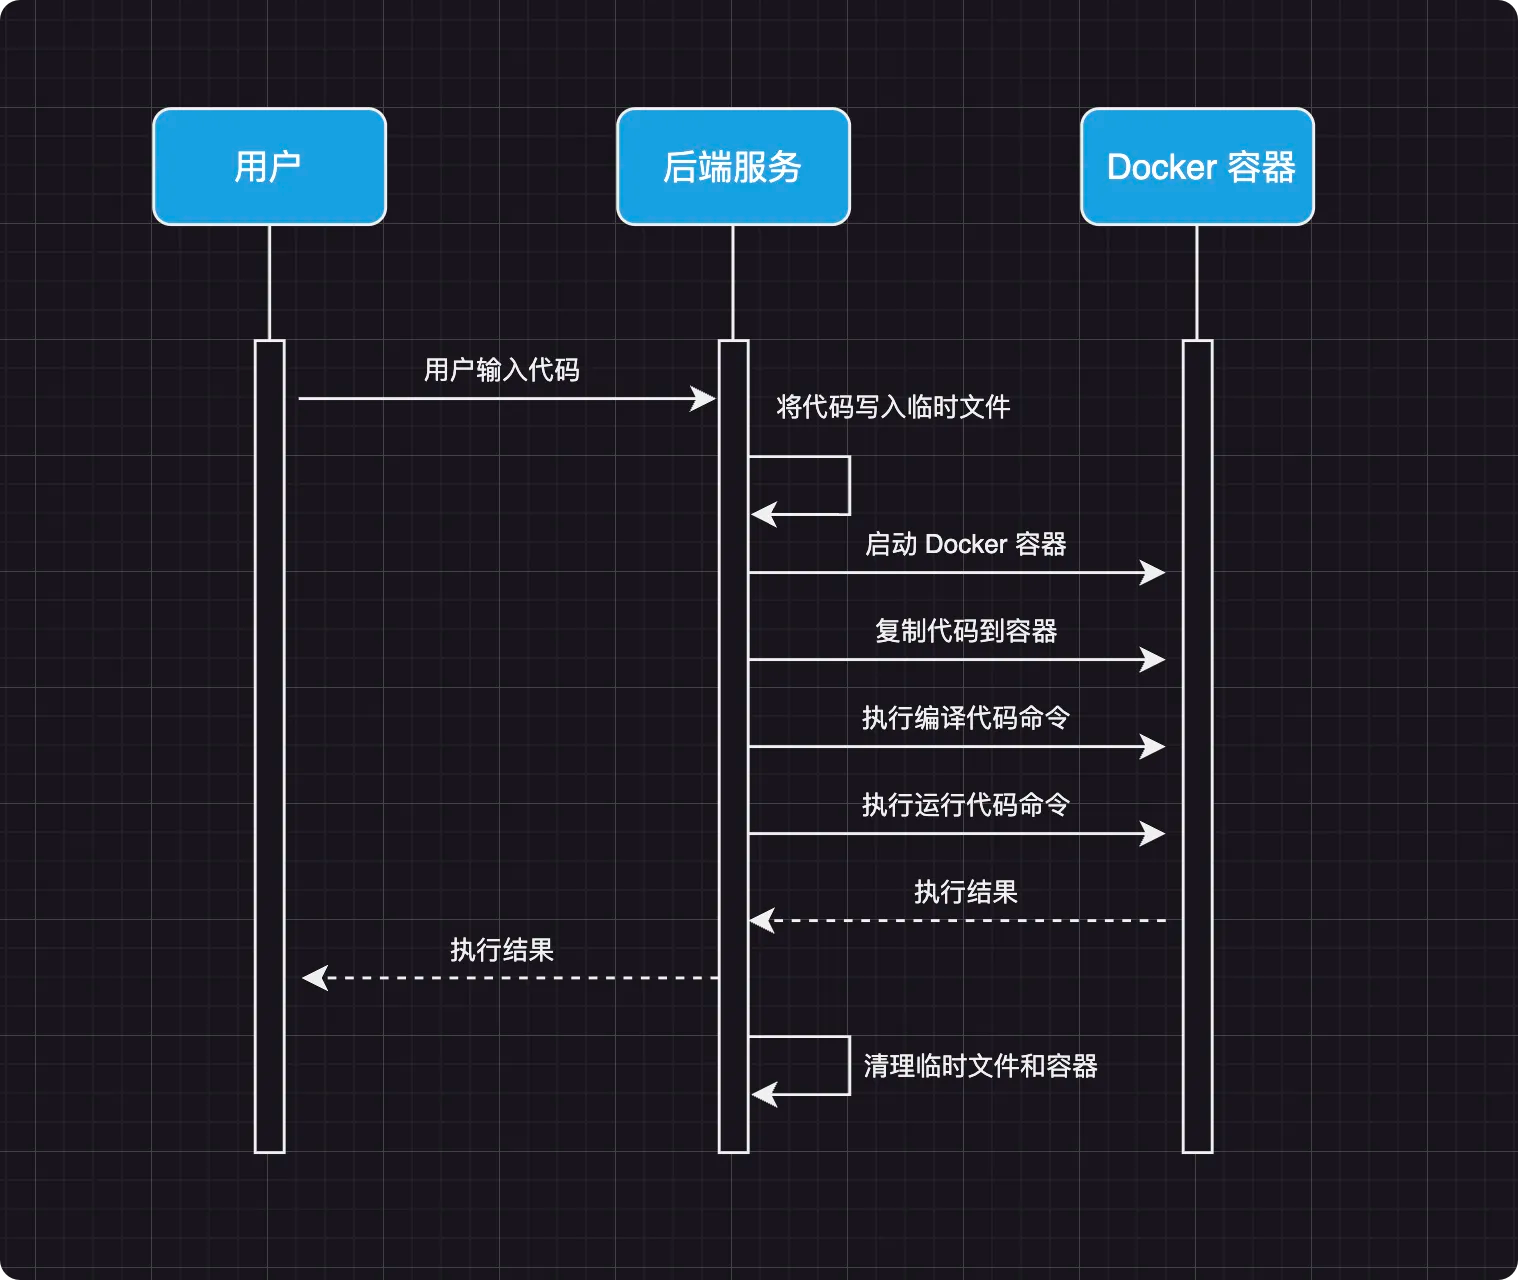 用户
后端服务
Docker 容器
用户输入代码
将代码写入临时文件
启动 Docker 容器
复制代码到容器
执行编译代码命令
执行运行代码命令
执行结果
执行结果
清理临时文件和容器